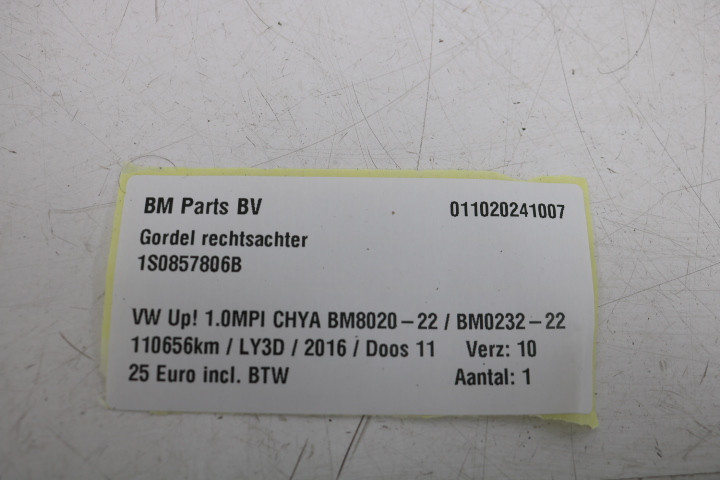 BM Parts BV 011020241007
Gordel rechtsachter
1S0857806B
VW Up! 1.0MPI CHYA BM8020-22 / BM0232-22
110656km / LY3D / 2016 / Doos 11 Verz: 10
25 Euro incl. BTW Aantal: 1